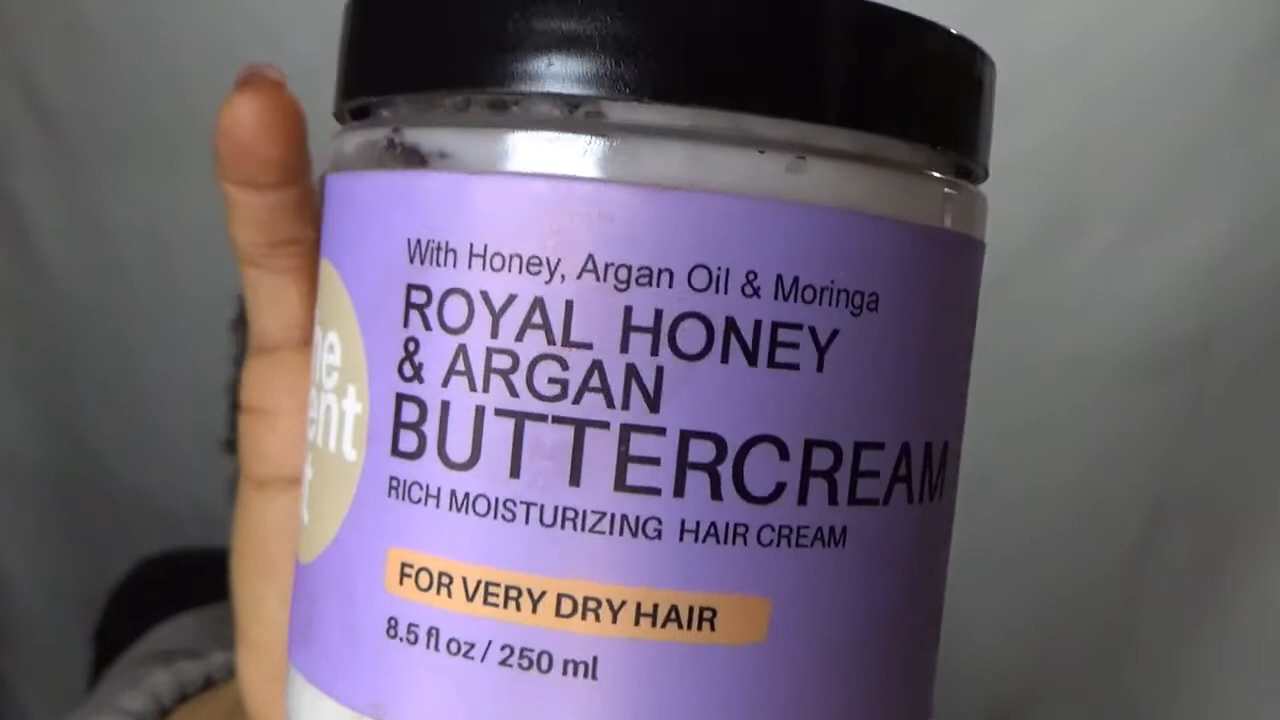 With Honey, Argan Oil & Moringa
ROYAL HONEY
& ARGAN
BUTTERCREAM
RICH MOISTURIZING HAIR CREAM
FOR VERY DRY HAIR
8.5 fl oz / 250 ml